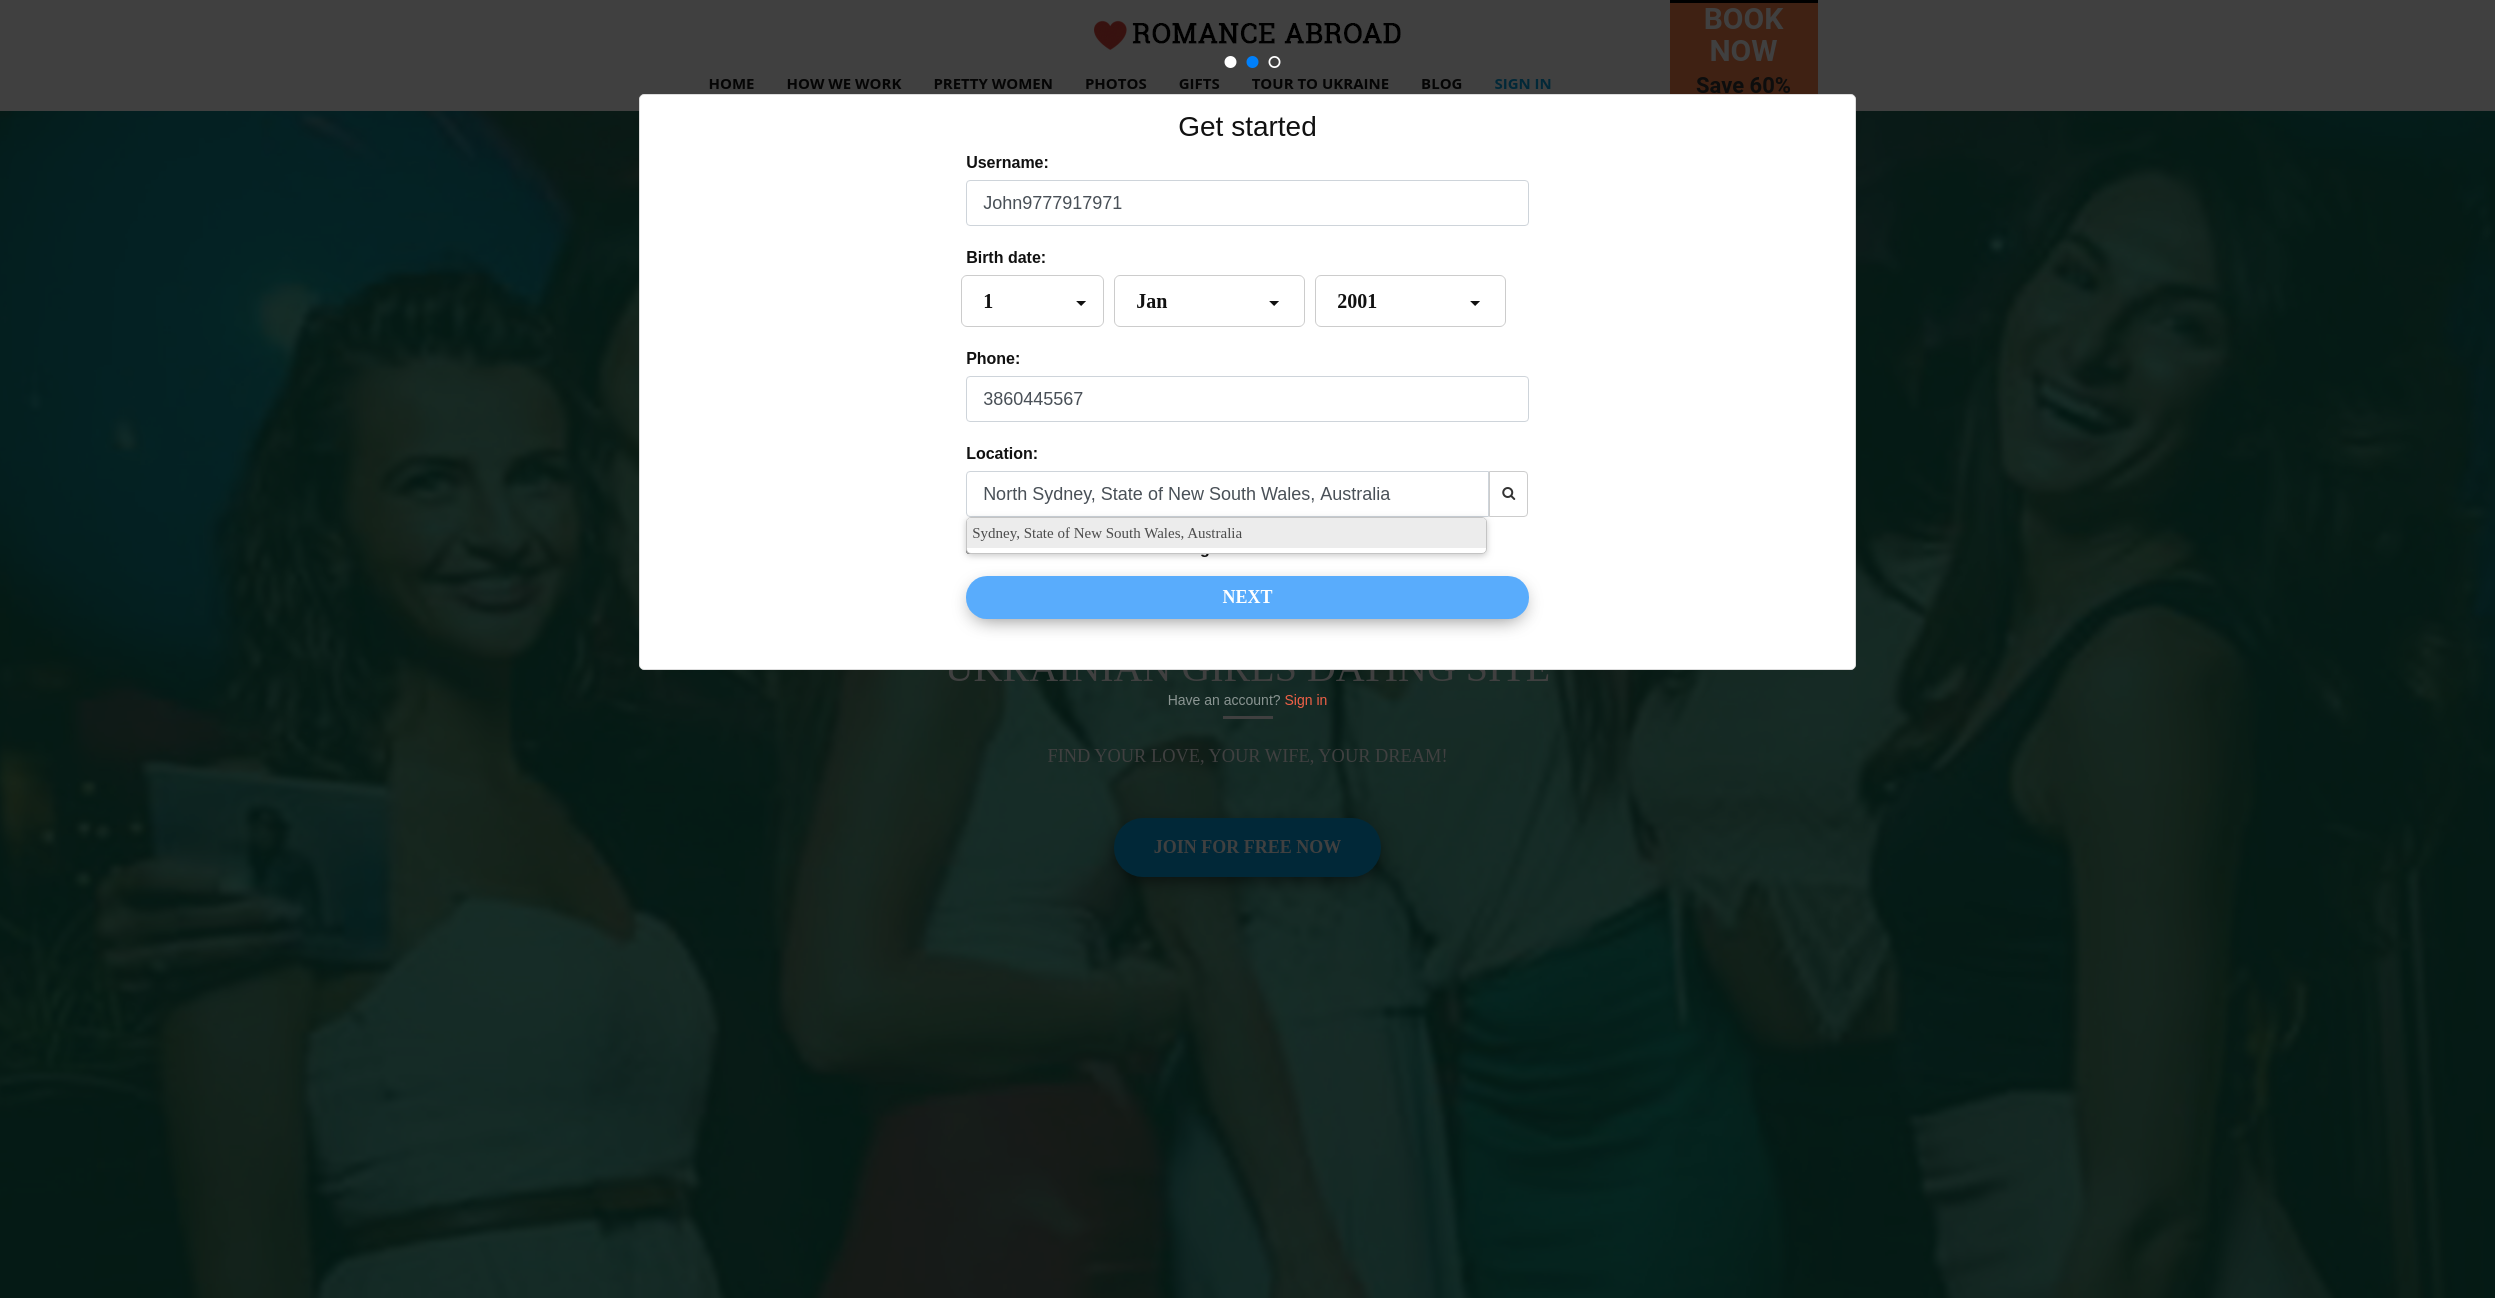 ROMANCE ABROAD
BOOK
NOW
Save 60%
HOME HOW WE WORK PRETTY WOMEN PHOTOS GIFTS TOUR TO UKRAINE BLOG SIGN IN
Get started
Username:
John9777917971
Birth date:
1 Jan 2001
Phone:
3860445567
Location:
North Sydney, State of New South Wales, Australia
Sydney, State of New South Wales, Australia
NEXT
UKRAINIAN GIRLS DATING SITE
Have an account? Sign in
FIND YOUR LOVE, YOUR WIFE, YOUR DREAM!
JOIN FOR FREE NOW